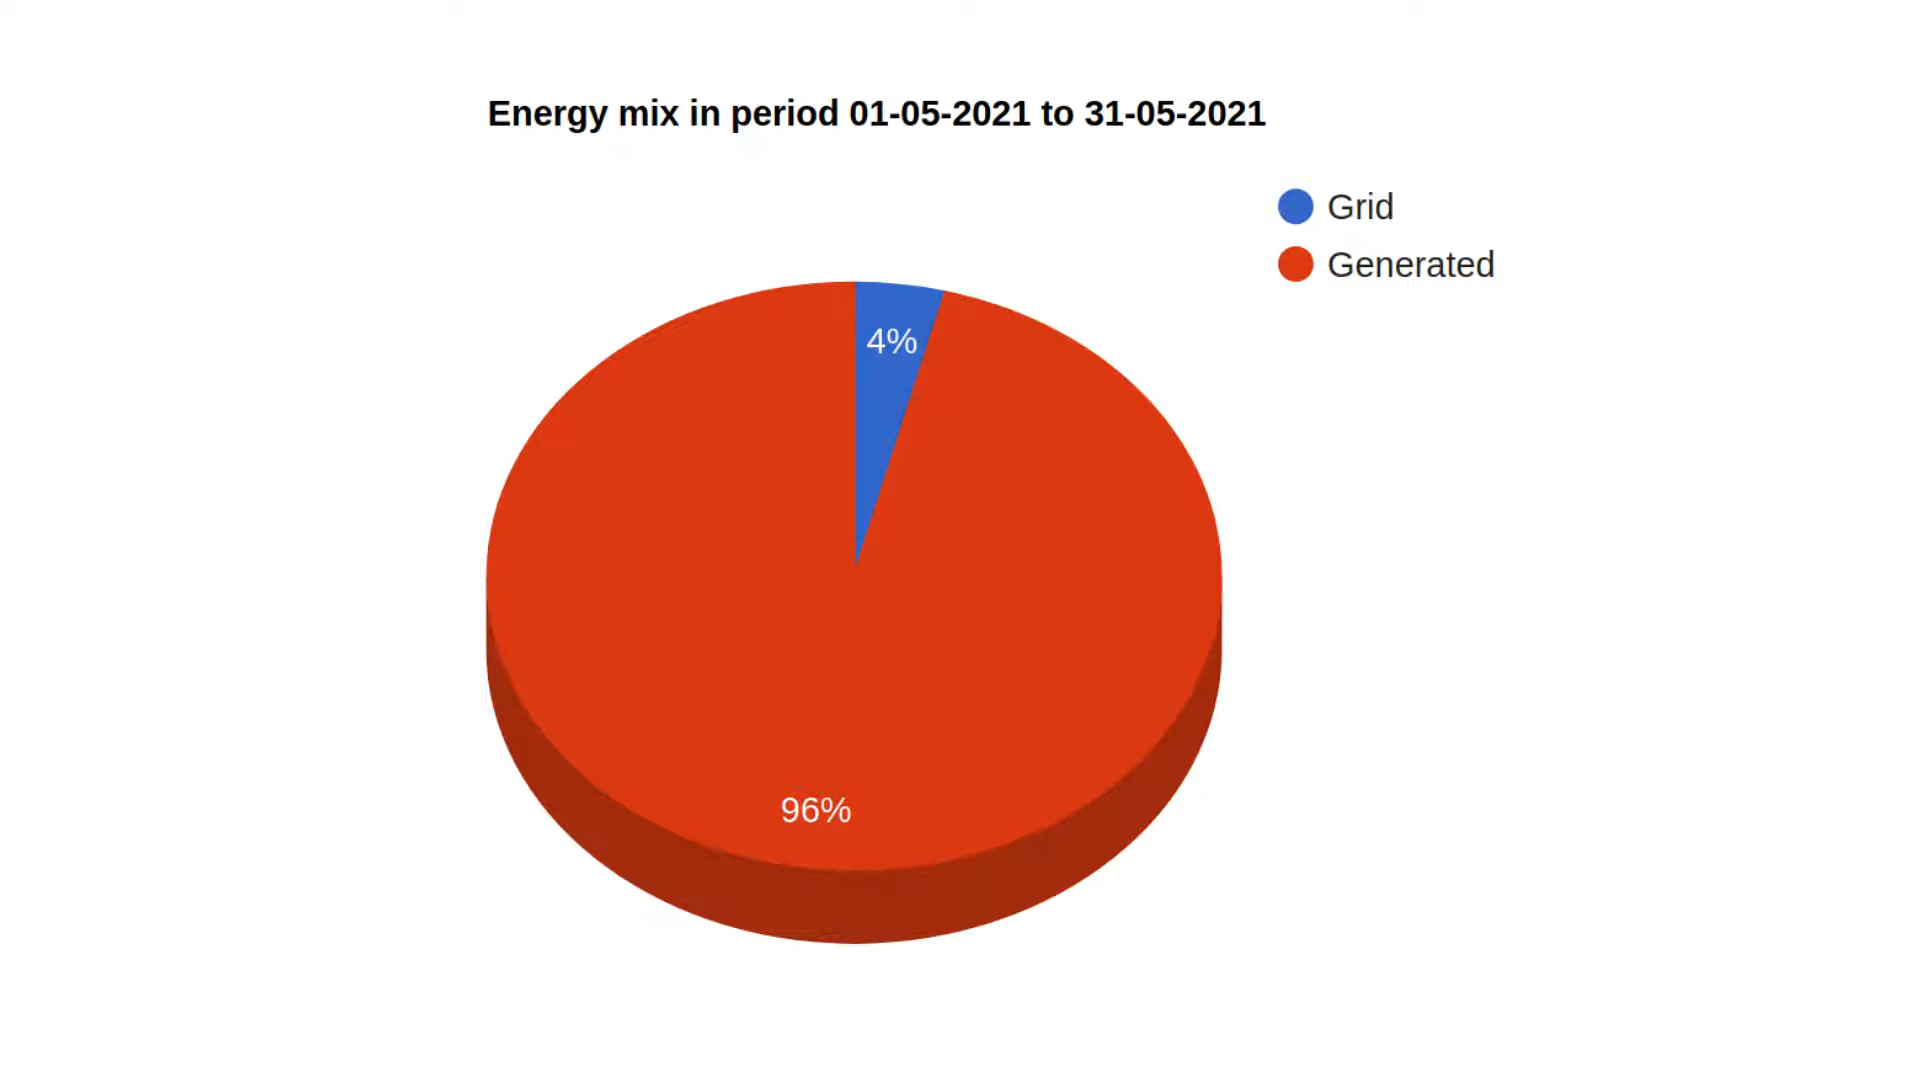 Energy mix in period 01-05-2021 to 31-05-2021
Grid
Generated
4%
96%